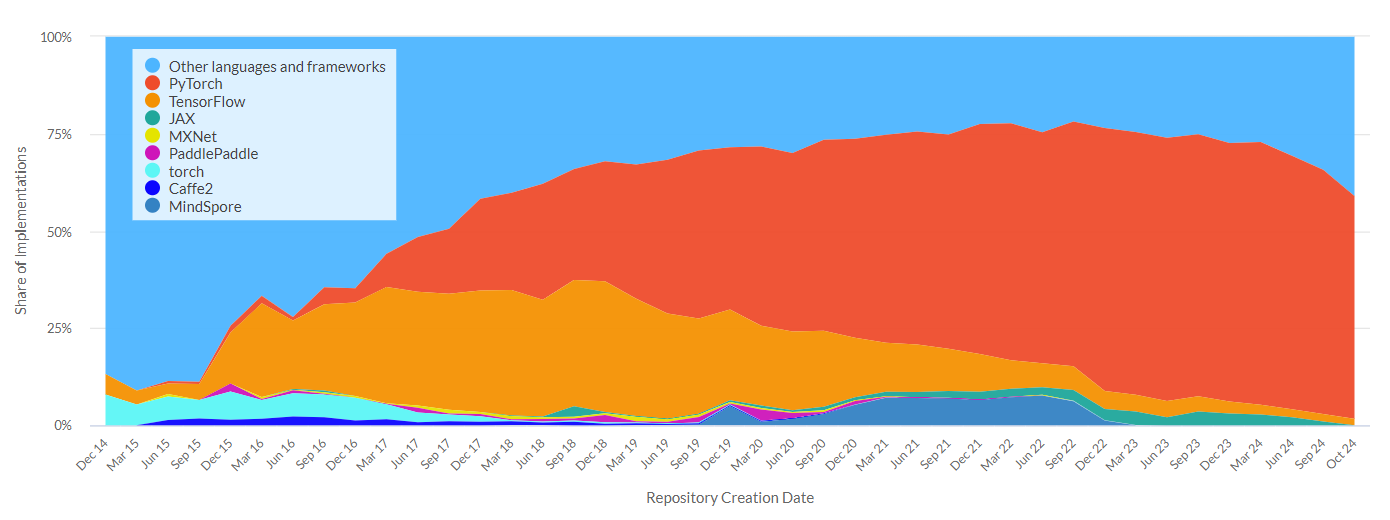 100%
75%
50%
25%
0%
Share of Implementations
Other languages and frameworks
PyTorch
TensorFlow
JAX
MXNet
PaddlePaddle
torch
Caffe2
MindSpore
Dec 14
Mar 15
Jun 15
Sep 15
Dec 15
Mar 16
Jun 16
Sep 16
Dec 16
Mar 17
Jun 17
Sep 17
Dec 17
Mar 18
Jun 18
Sep 18
Dec 18
Mar 19
Jun 19
Sep 19
Dec 19
Mar 20
Jun 20
Sep 20
Dec 20
Mar 21
Jun 21
Sep 21
Dec 21
Mar 22
Jun 22
Sep 22
Dec 22
Mar 23
Jun 23
Sep 23
Dec 23
Mar 24
Jun 24
Sep 24
Oct 24
Repository Creation Date